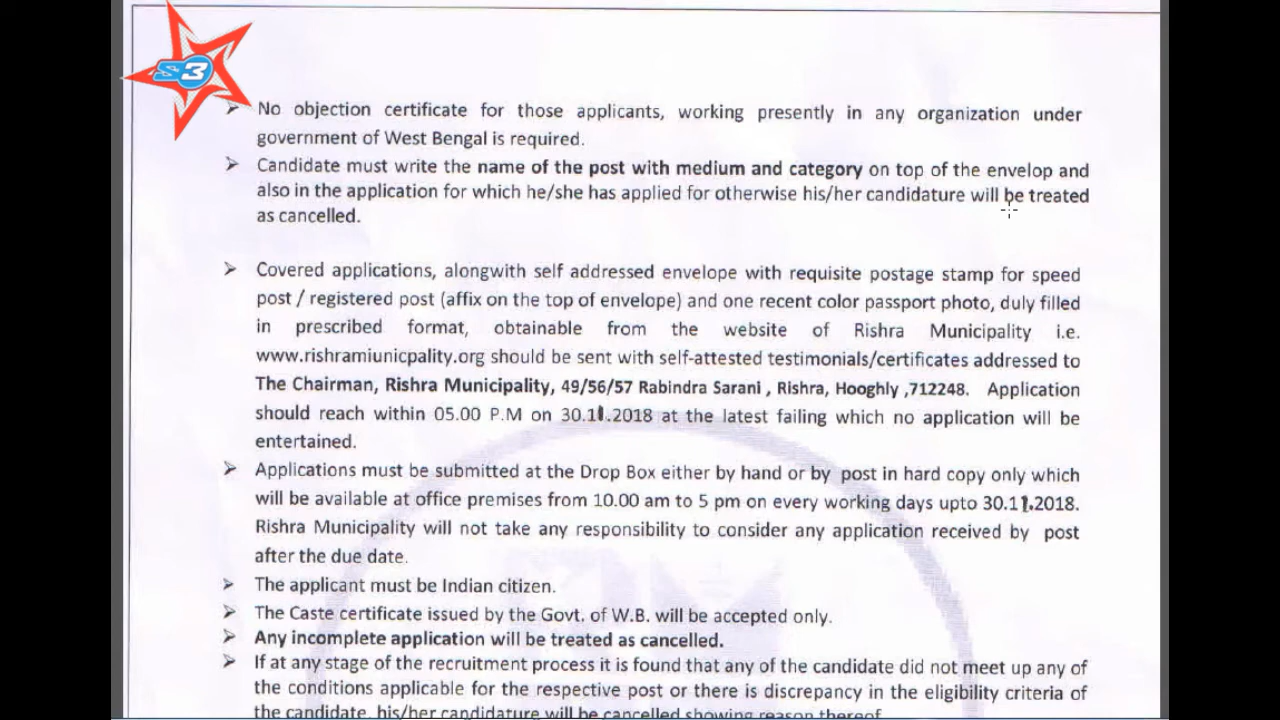 S3
No objection certificate for those applicants, working presently in any organization under
government of West Bengal is required.
Candidate must write the name of the post with medium and category on top of the envelop and
also in the application for which he/she has applied for otherwise his/her candidature will be treated
as cancelled.
Covered applications, alongwith self addressed envelope with requisite postage stamp for speed
post / registered post (affix on the top of envelope) and one recent color passport photo, duly filled
in prescribed format, obtainable from the website of Rishra Municipality i.e.
www.rishramiunicpality.org should be sent with self-attested testimonials/certificates addressed to
The Chairman, Rishra Municipality, 49/56/57 Rabindra Sarani , Rishra, Hooghly ,712248. Application
should reach within 05.00 P.M on 30.11.2018 at the latest failing which no application will be
entertained.
Applications must be submitted at the Drop Box either by hand or by post in hard copy only which
will be available at office premises from 10.00 am to 5 pm on every working days upto 30.11.2018.
Rishra Municipality will not take any responsibility to consider any application received by post
after the due date.
The applicant must be Indian citizen.
The Caste certificate issued by the Govt. of W.B. will be accepted only.
Any incomplete application will be treated as cancelled.
If at any stage of the recruitment process it is found that any of the candidate did not meet up any of
the conditions applicable for the respective post or there is discrepancy in the eligibility criteria of
the candidate, his/her candidature will be cancelled showing reason thereof